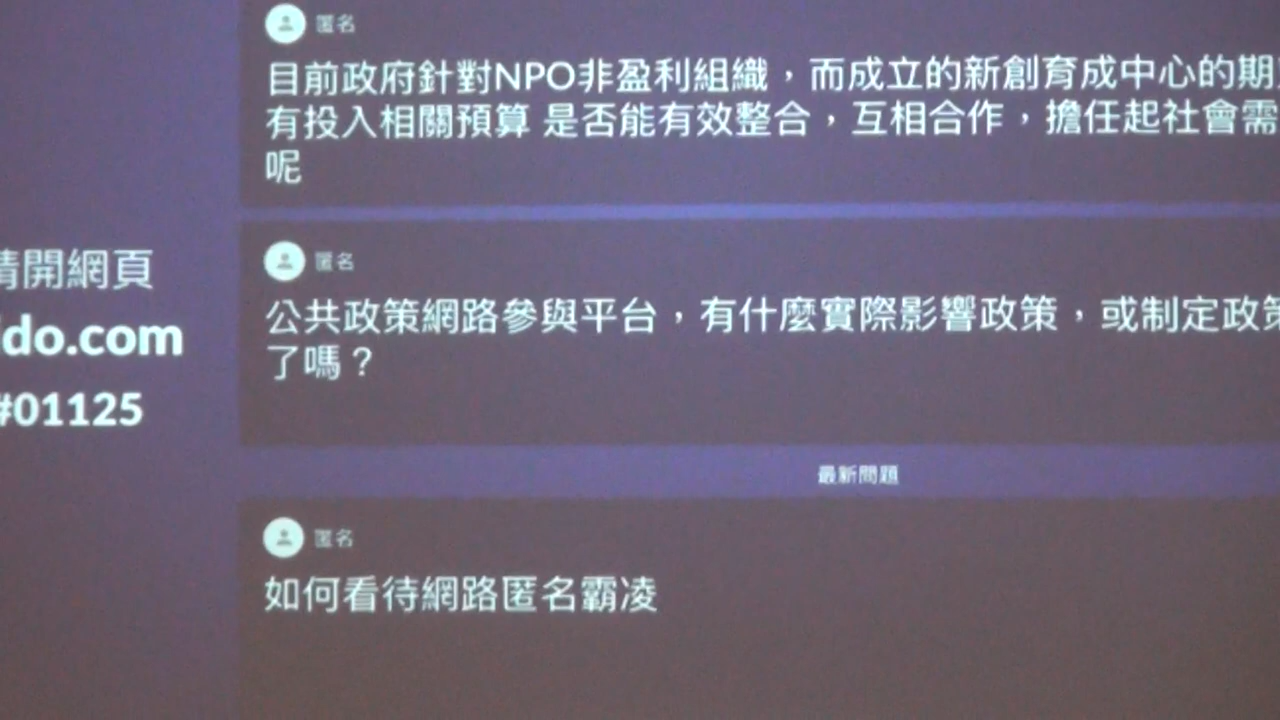 匿名
目前政府針對NPO非盈利組織，而成立的新創育成中心的期
有投入相關預算 是否能有效整合，互相合作，擔任起社會需
呢
請開網頁
do.com
#01125
匿名
公共政策網路參與平台，有什麼實際影響政策，或制定政策
了嗎？
最新問題
匿名
如何看待網路匿名霸凌